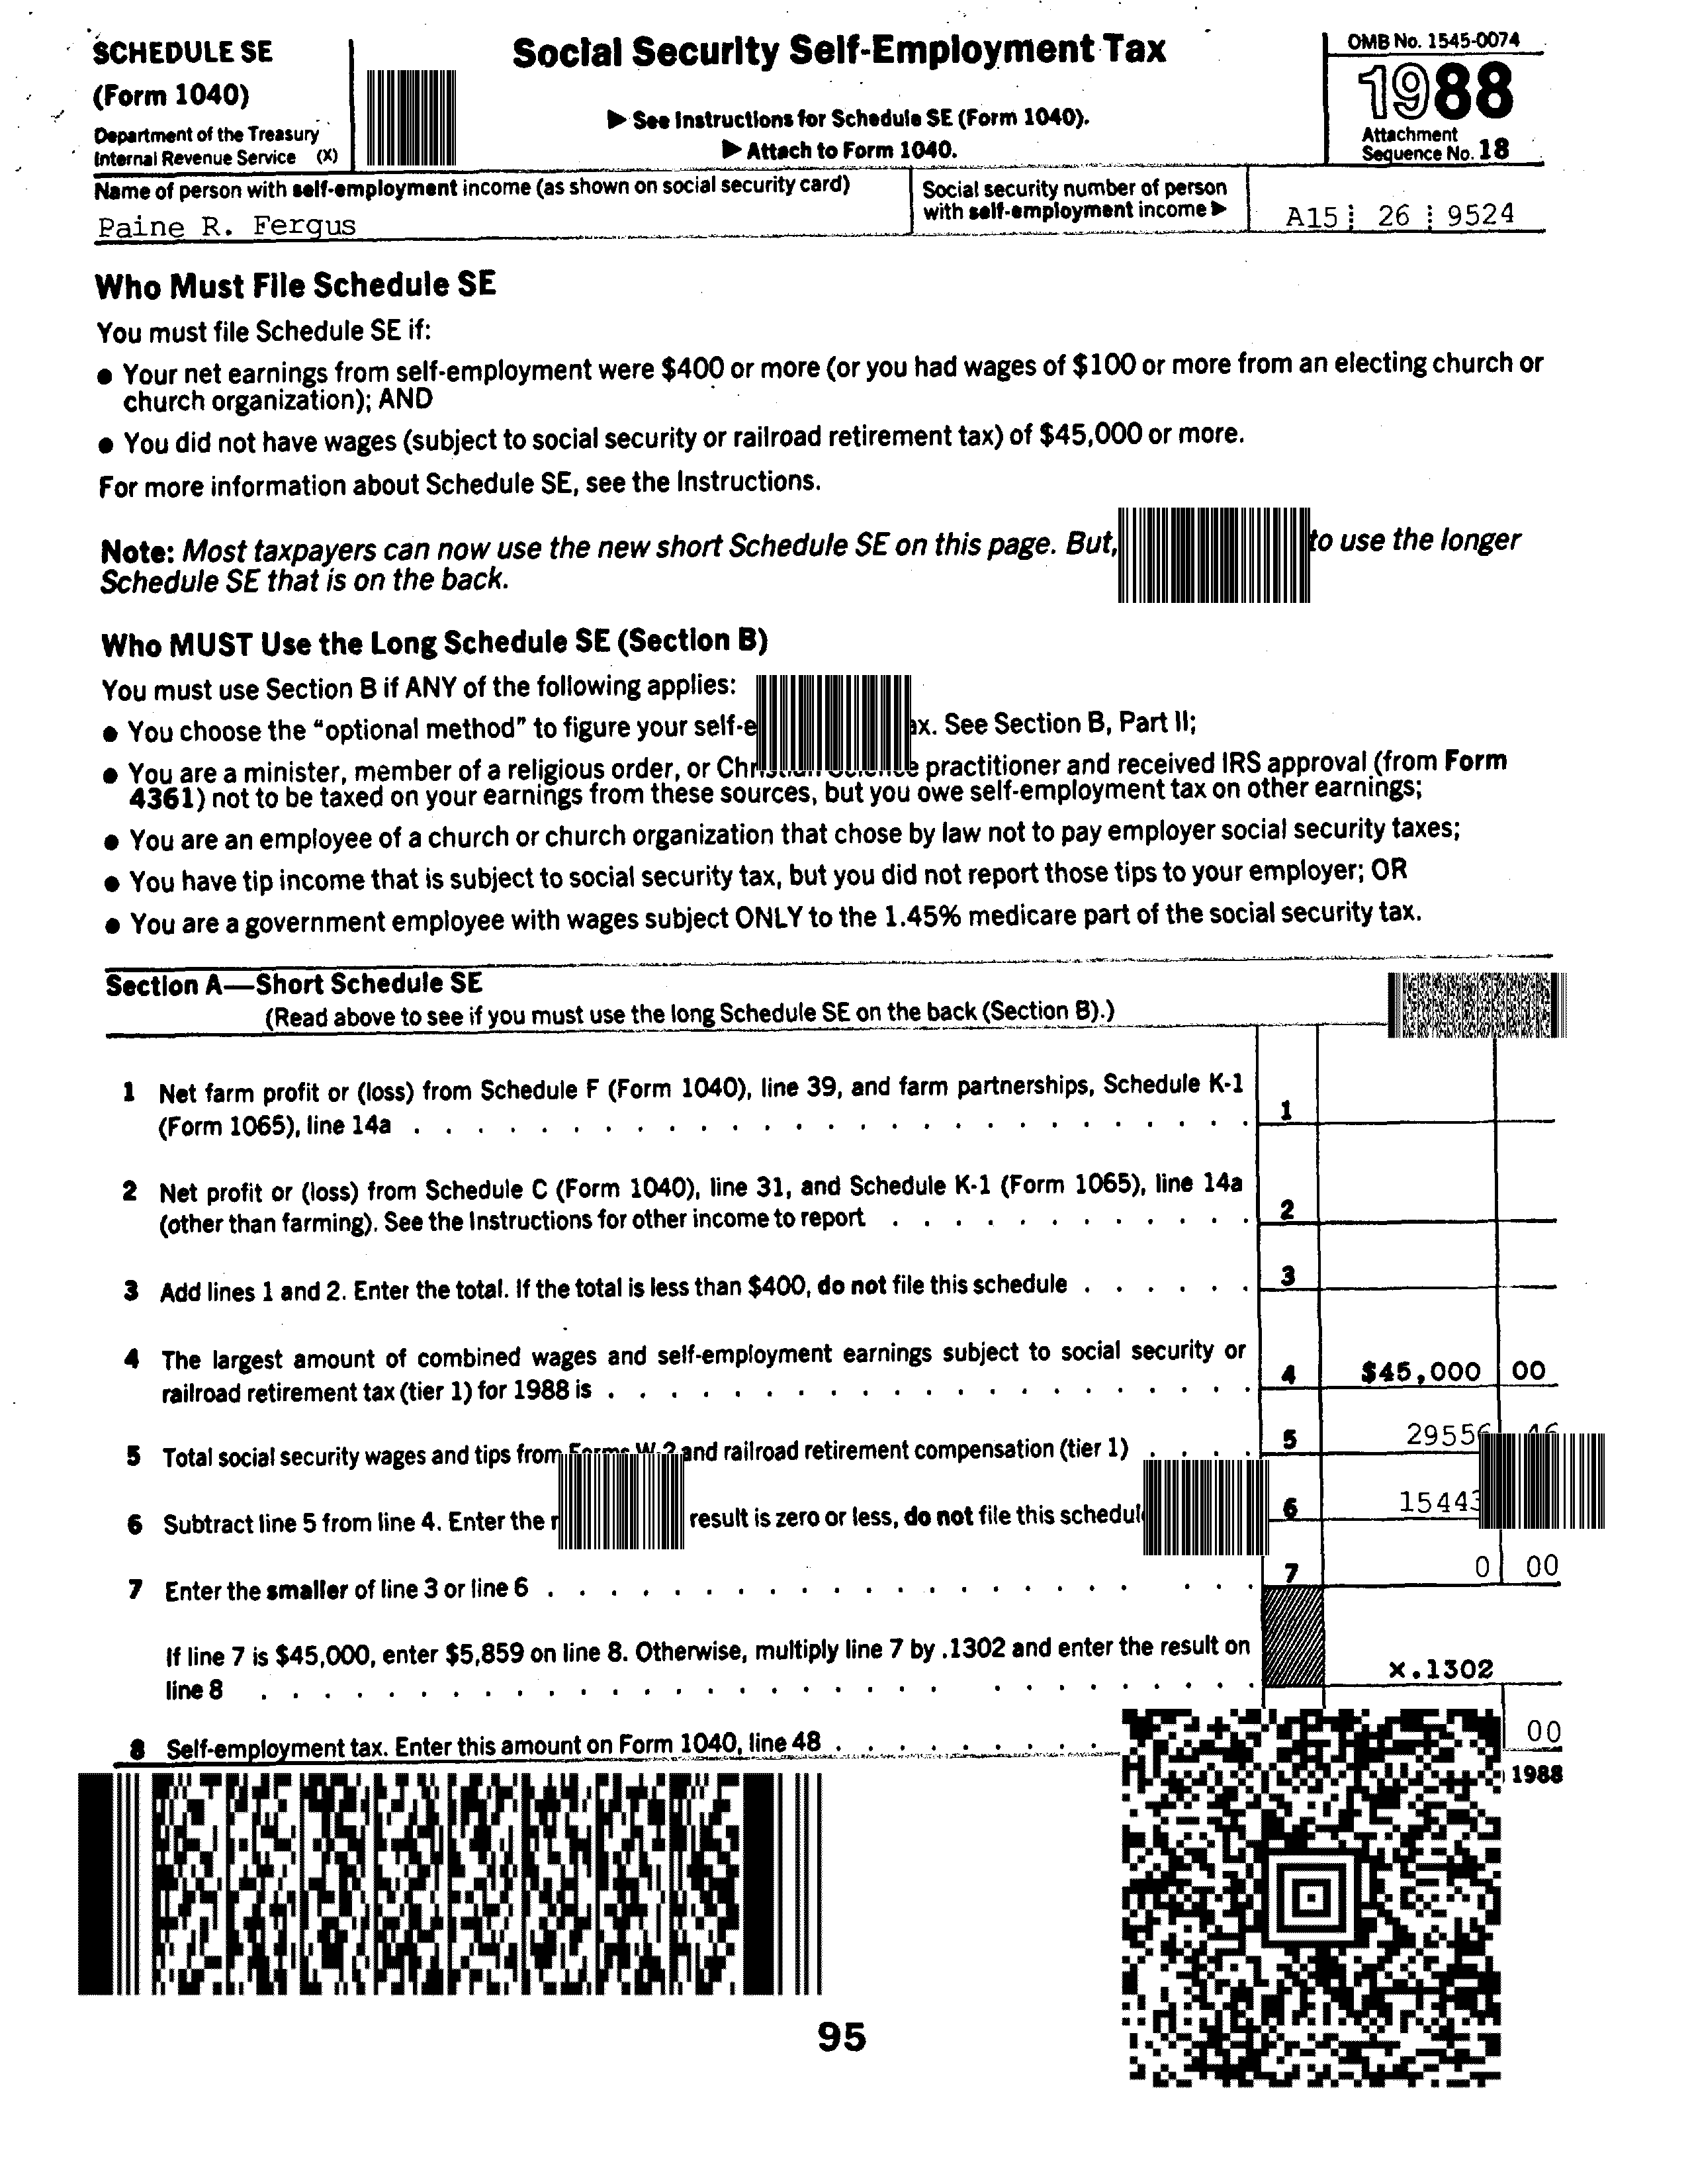 SCHEDULE SE
(Form 1040)
Department of the Treasury
Internal Revenue Service (X)
Social Security Self-Employment Tax
▶ See Instructions for Schedule SE (Form 1040).
▶ Attach to Form 1040.
OMB No. 1545-0074
1988
Attachment
Sequence No. 18
Name of person with self-employment income (as shown on social security card)
Paine R. Fergus
Social security number of person
with self-employment income ▶
A15 26 9524
Who Must File Schedule SE
You must file Schedule SE if:
● Your net earnings from self-employment were $400 or more (or you had wages of $100 or more from an electing church or
church organization); AND
● You did not have wages (subject to social security or railroad retirement tax) of $45,000 or more.
For more information about Schedule SE, see the Instructions.
Note: Most taxpayers can now use the new short Schedule SE on this page. But, to use the longer
Schedule SE that is on the back.
Who MUST Use the Long Schedule SE (Section B)
You must use Section B if ANY of the following applies:
● You choose the "optional method" to figure your See Section B, Part II;
● You are a minister, member of a religious order, or Christian Science practitioner and received IRS approval (from Form
4361) not to be taxed on your earnings from these sources, but you owe self-employment tax on other earnings;
● You are an employee of a church or church organization that chose by law not to pay employer social security taxes;
● You have tip income that is subject to social security tax, but you did not report those tips to your employer; OR
● You are a government employee with wages subject ONLY to the 1.45% medicare part of the social security tax.
Section A—Short Schedule SE
(Read above to see if you must use the long Schedule SE on the back (Section B).)
1 Net farm profit or (loss) from Schedule F (Form 1040), line 39, and farm partnerships, Schedule K-1
(Form 1065), line 14a . . . . . . . . . . . . . . . . . . . . . . . . . . 1
2 Net profit or (loss) from Schedule C (Form 1040), line 31, and Schedule K-1 (Form 1065), line 14a
(other than farming). See the Instructions for other income to report . . . . . . . . . . . . 2
3 Add lines 1 and 2. Enter the total. If the total is less than $400, do not file this schedule . . . . . . 3
4 The largest amount of combined wages and self-employment earnings subject to social security or
railroad retirement tax (tier 1) for 1988 is . . . . . . . . . . . . . . . . . . . . 4 $45,000 00
5 Total social security wages and tips from Forms W-2 and railroad retirement compensation (tier 1) . . . . 5 29556 46
6 Subtract line 5 from line 4. Enter the result is zero or less, do not file this 6 15443
7 Enter the smaller of line 3 or line 6 . . . . . . . . . . . . . . . . . . . . . . 7 0 00
If line 7 is $45,000, enter $5,859 on line 8. Otherwise, multiply line 7 by .1302 and enter the result on
line 8 . . . . . . . . . . . . . . . . . . . . . . . . . . . . . . x.1302
8 Self-employment tax. Enter this amount on Form 1040, line 48 . . . . . . . . . 00
1988
95